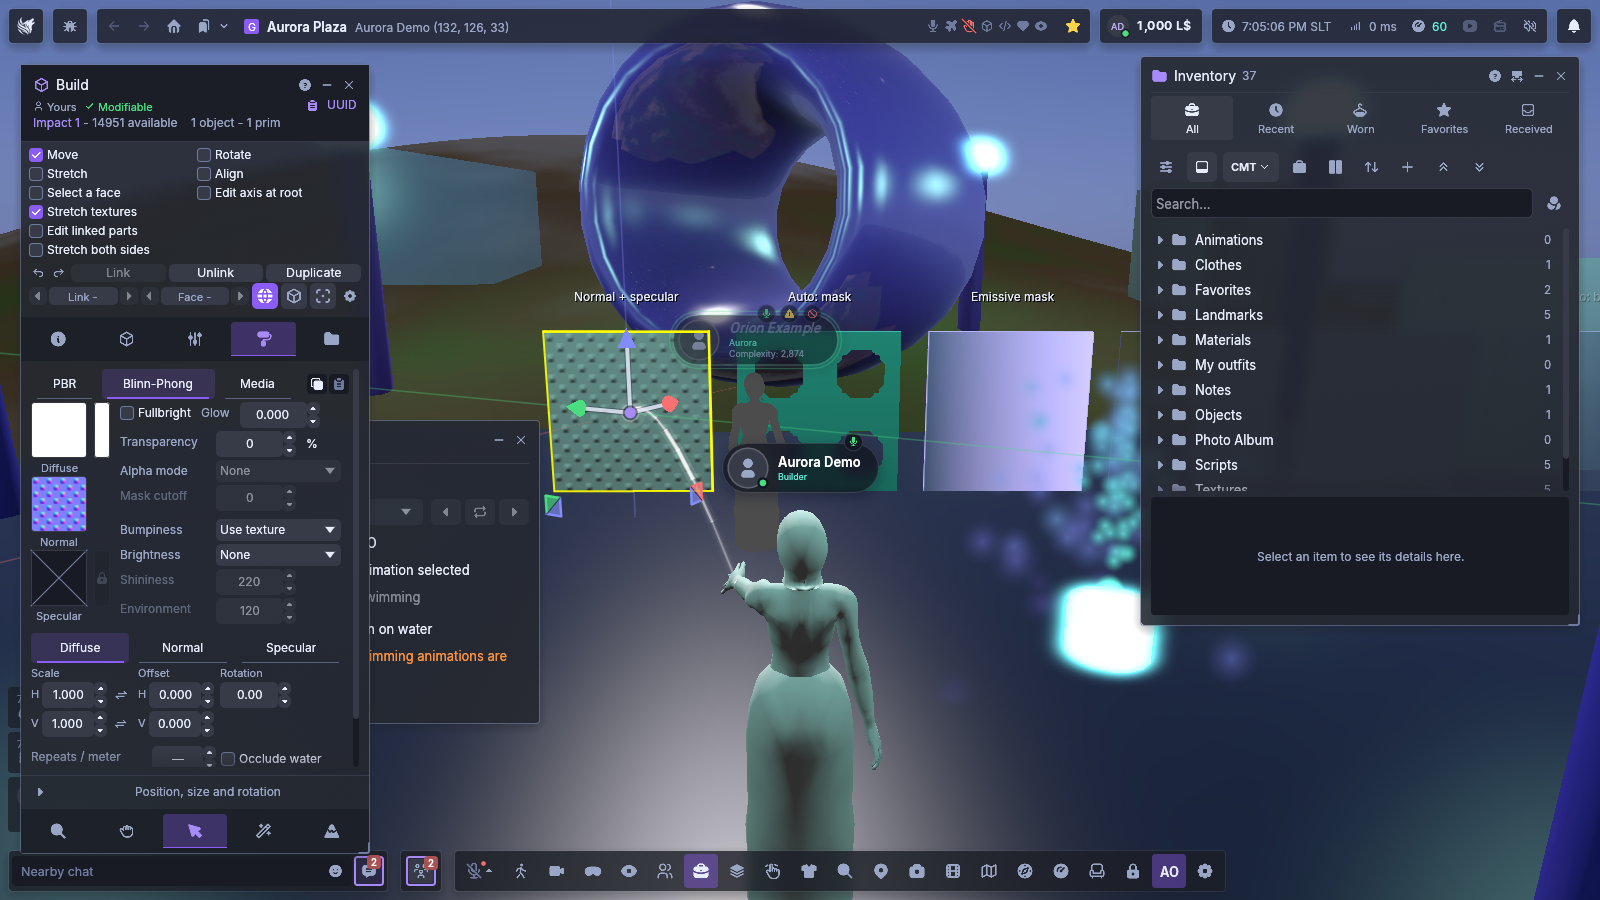 Aurora Plaza
Aurora Demo (132, 126, 33)
AD
1,000 L$
7:05:06 PM SLT
0 ms
60
Build
Yours
Modifiable
UUID
Impact 1 - 14951 available
1 object - 1 prim
Move
Rotate
Stretch
Align
Select a face
Edit axis at root
Stretch textures
Edit linked parts
Stretch both sides
Link
Unlink
Duplicate
Link -
Face -
PBR
Blinn-Phong
Media
Fullbright
Glow
0.000
Transparency
0
%
Diffuse
Alpha mode
None
Mask cutoff
0
Bumpiness
Use texture
Normal
Brightness
None
Shininess
220
Environment
120
Specular
Diffuse
Normal
Specular
Scale
Offset
Rotation
H
1.000
H
0.000
0.00
V
1.000
V
0.000
Repeats / meter
—
Occlude water
Position, size and rotation
Nearby chat
2
2
AO
imation selected
wimming
n on water
imming animations are
Normal + specular
Auto: mask
Emissive mask
Orion Example
Aurora
Complexity: 2,874
Aurora Demo
Builder
Inventory 37
All
Recent
Worn
Favorites
Received
CMT
Search...
Animations
0
Clothes
1
Favorites
2
Landmarks
5
Materials
1
My outfits
0
Notes
1
Objects
1
Photo Album
0
Scripts
5
Textures
5
Select an item to see its details here.